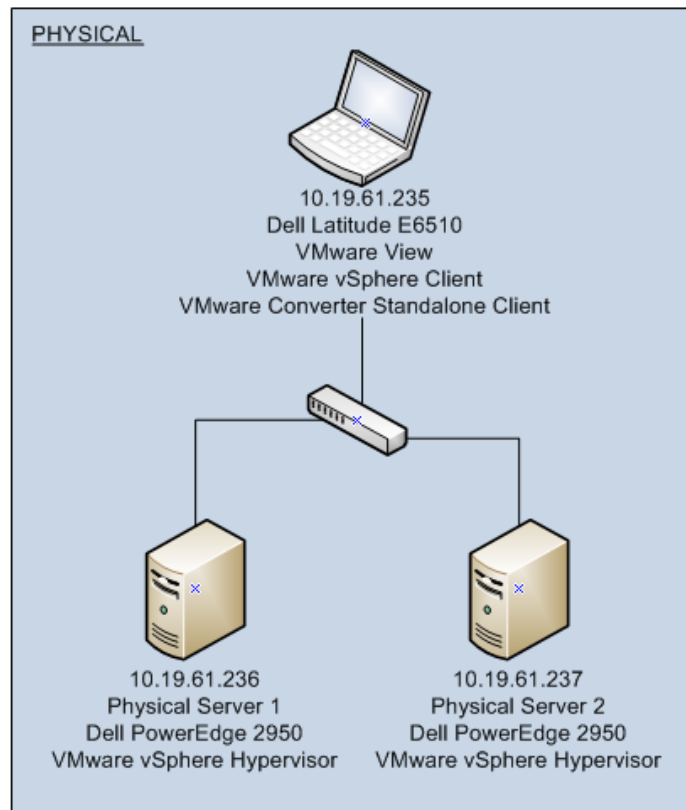 PHYSICAL
10.19.61.235
Dell Latitude E6510
VMware View
VMware vSphere Client
VMware Converter Standalone Client
10.19.61.236
Physical Server 1
Dell PowerEdge 2950
VMware vSphere Hypervisor
10.19.61.237
Physical Server 2
Dell PowerEdge 2950
VMware vSphere Hypervisor